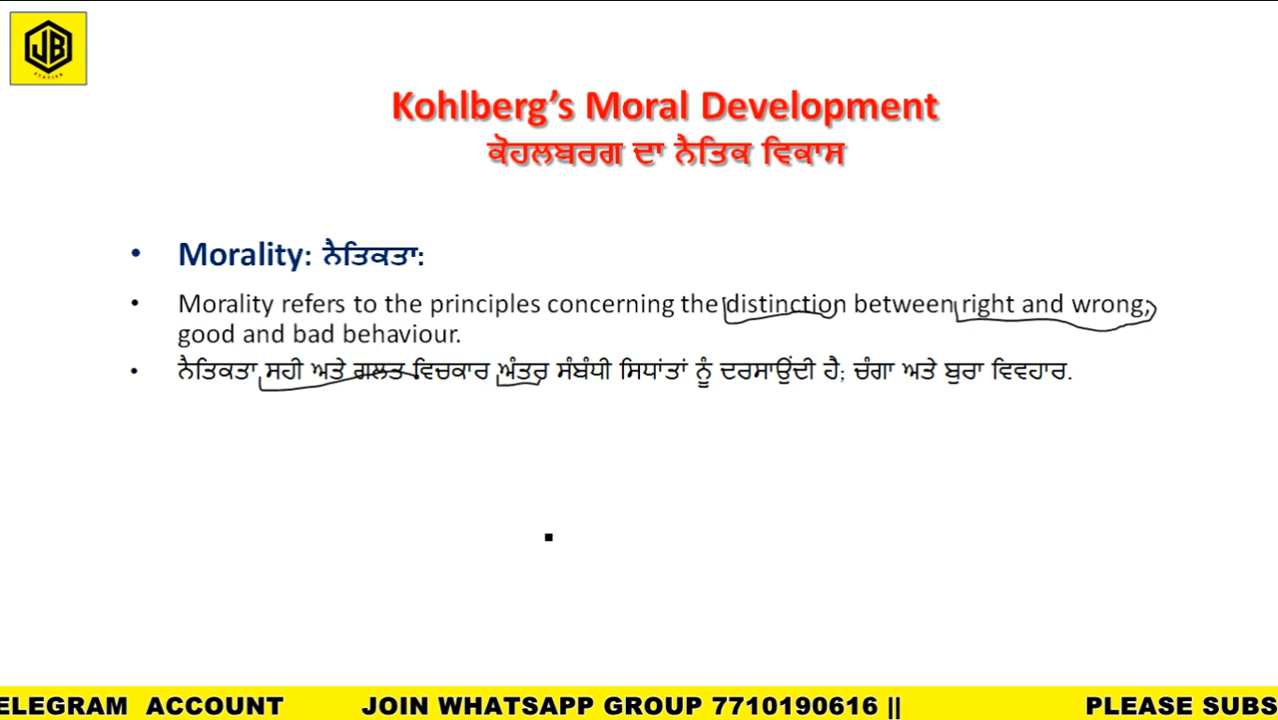 JB
Kohlberg's Moral Development
ਕੋਹਲਬਰਗ ਦਾ ਨੈਤਿਕ ਵਿਕਾਸ
• Morality: ਨੈਤਿਕਤਾ:
• Morality refers to the principles concerning the distinction between right and wrong,
good and bad behaviour.
• ਨੈਤਿਕਤਾ ਸਹੀ ਅਤੇ ਗਲਤ ਵਿਚਕਾਰ ਅੰਤਰ ਸੰਬੰਧੀ ਸਿਧਾਂਤਾਂ ਨੂੰ ਦਰਸਾਉਂਦੀ ਹੈ; ਚੰਗਾ ਅਤੇ ਬੁਰਾ ਵਿਵਹਾਰ.
ELEGRAM ACCOUNT JOIN WHATSAPP GROUP 7710190616 || PLEASE SUBS